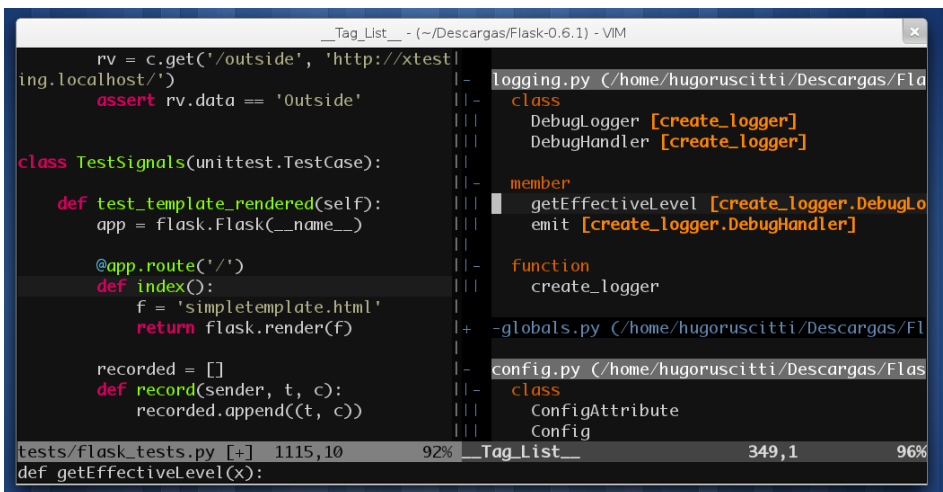 __Tag_List__ - (~/Descargas/Flask-0.6.1) - VIM
rv = c.get('/outside', 'http://xtest
ing.localhost/')
assert rv.data == 'Outside'
class TestSignals(unittest.TestCase):
def test_template_rendered(self):
app = flask.Flask(__name__)
@app.route('/')
def index():
f = 'simpletemplate.html'
return flask.render(f)
recorded = []
def record(sender, t, c):
recorded.append((t, c))
tests/flask_tests.py [+] 1115,10 92%
|
|- logging.py (/home/hugoruscitti/Descargas/Fla
||- class
||| DebugLogger [create_logger]
||| DebugHandler [create_logger]
||
||- member
||| getEffectiveLevel [create_logger.DebugLo
||| emit [create_logger.DebugHandler]
||
||- function
||| create_logger
|
|+ -globals.py (/home/hugoruscitti/Descargas/Fl
|
|- config.py (/home/hugoruscitti/Descargas/Flas
||- class
||| ConfigAttribute
||| Config
__Tag_List__ 349,1 96%
def getEffectiveLevel(x):